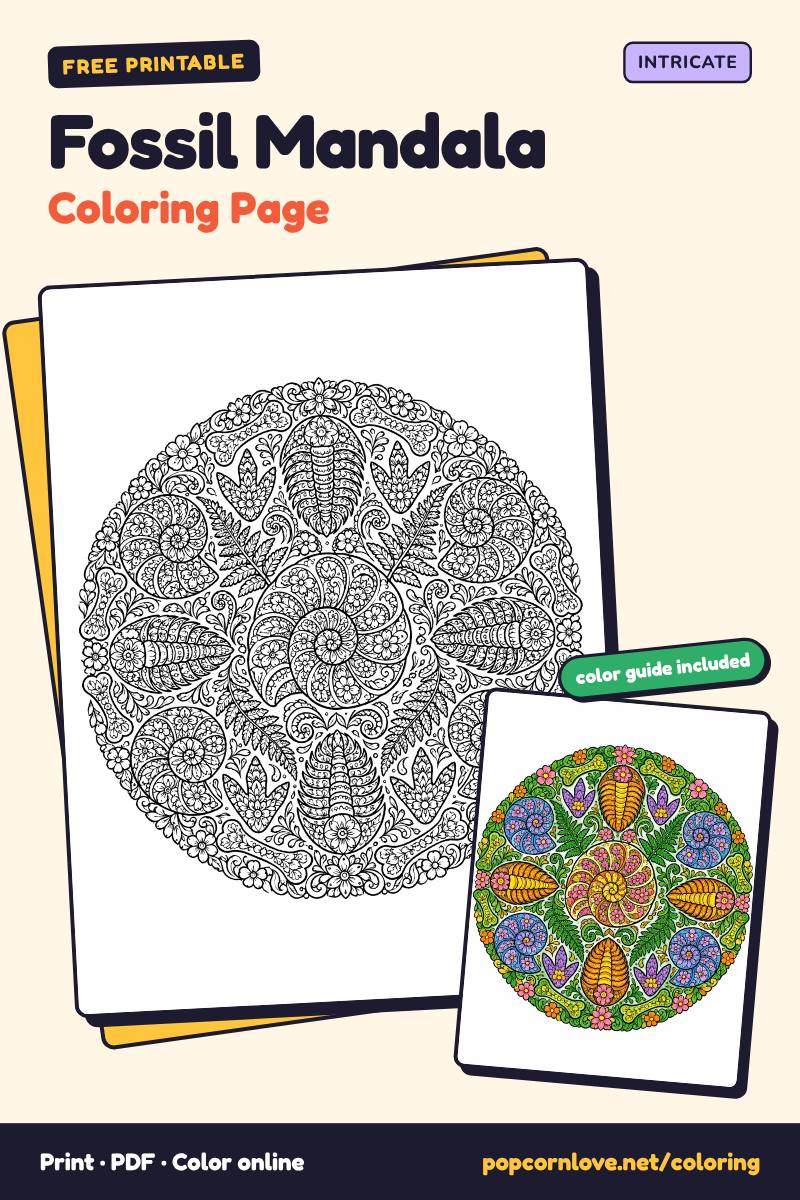 FREE PRINTABLE
INTRICATE
Fossil Mandala
Coloring Page
color guide included
Print · PDF · Color online
popcornlove.net/coloring